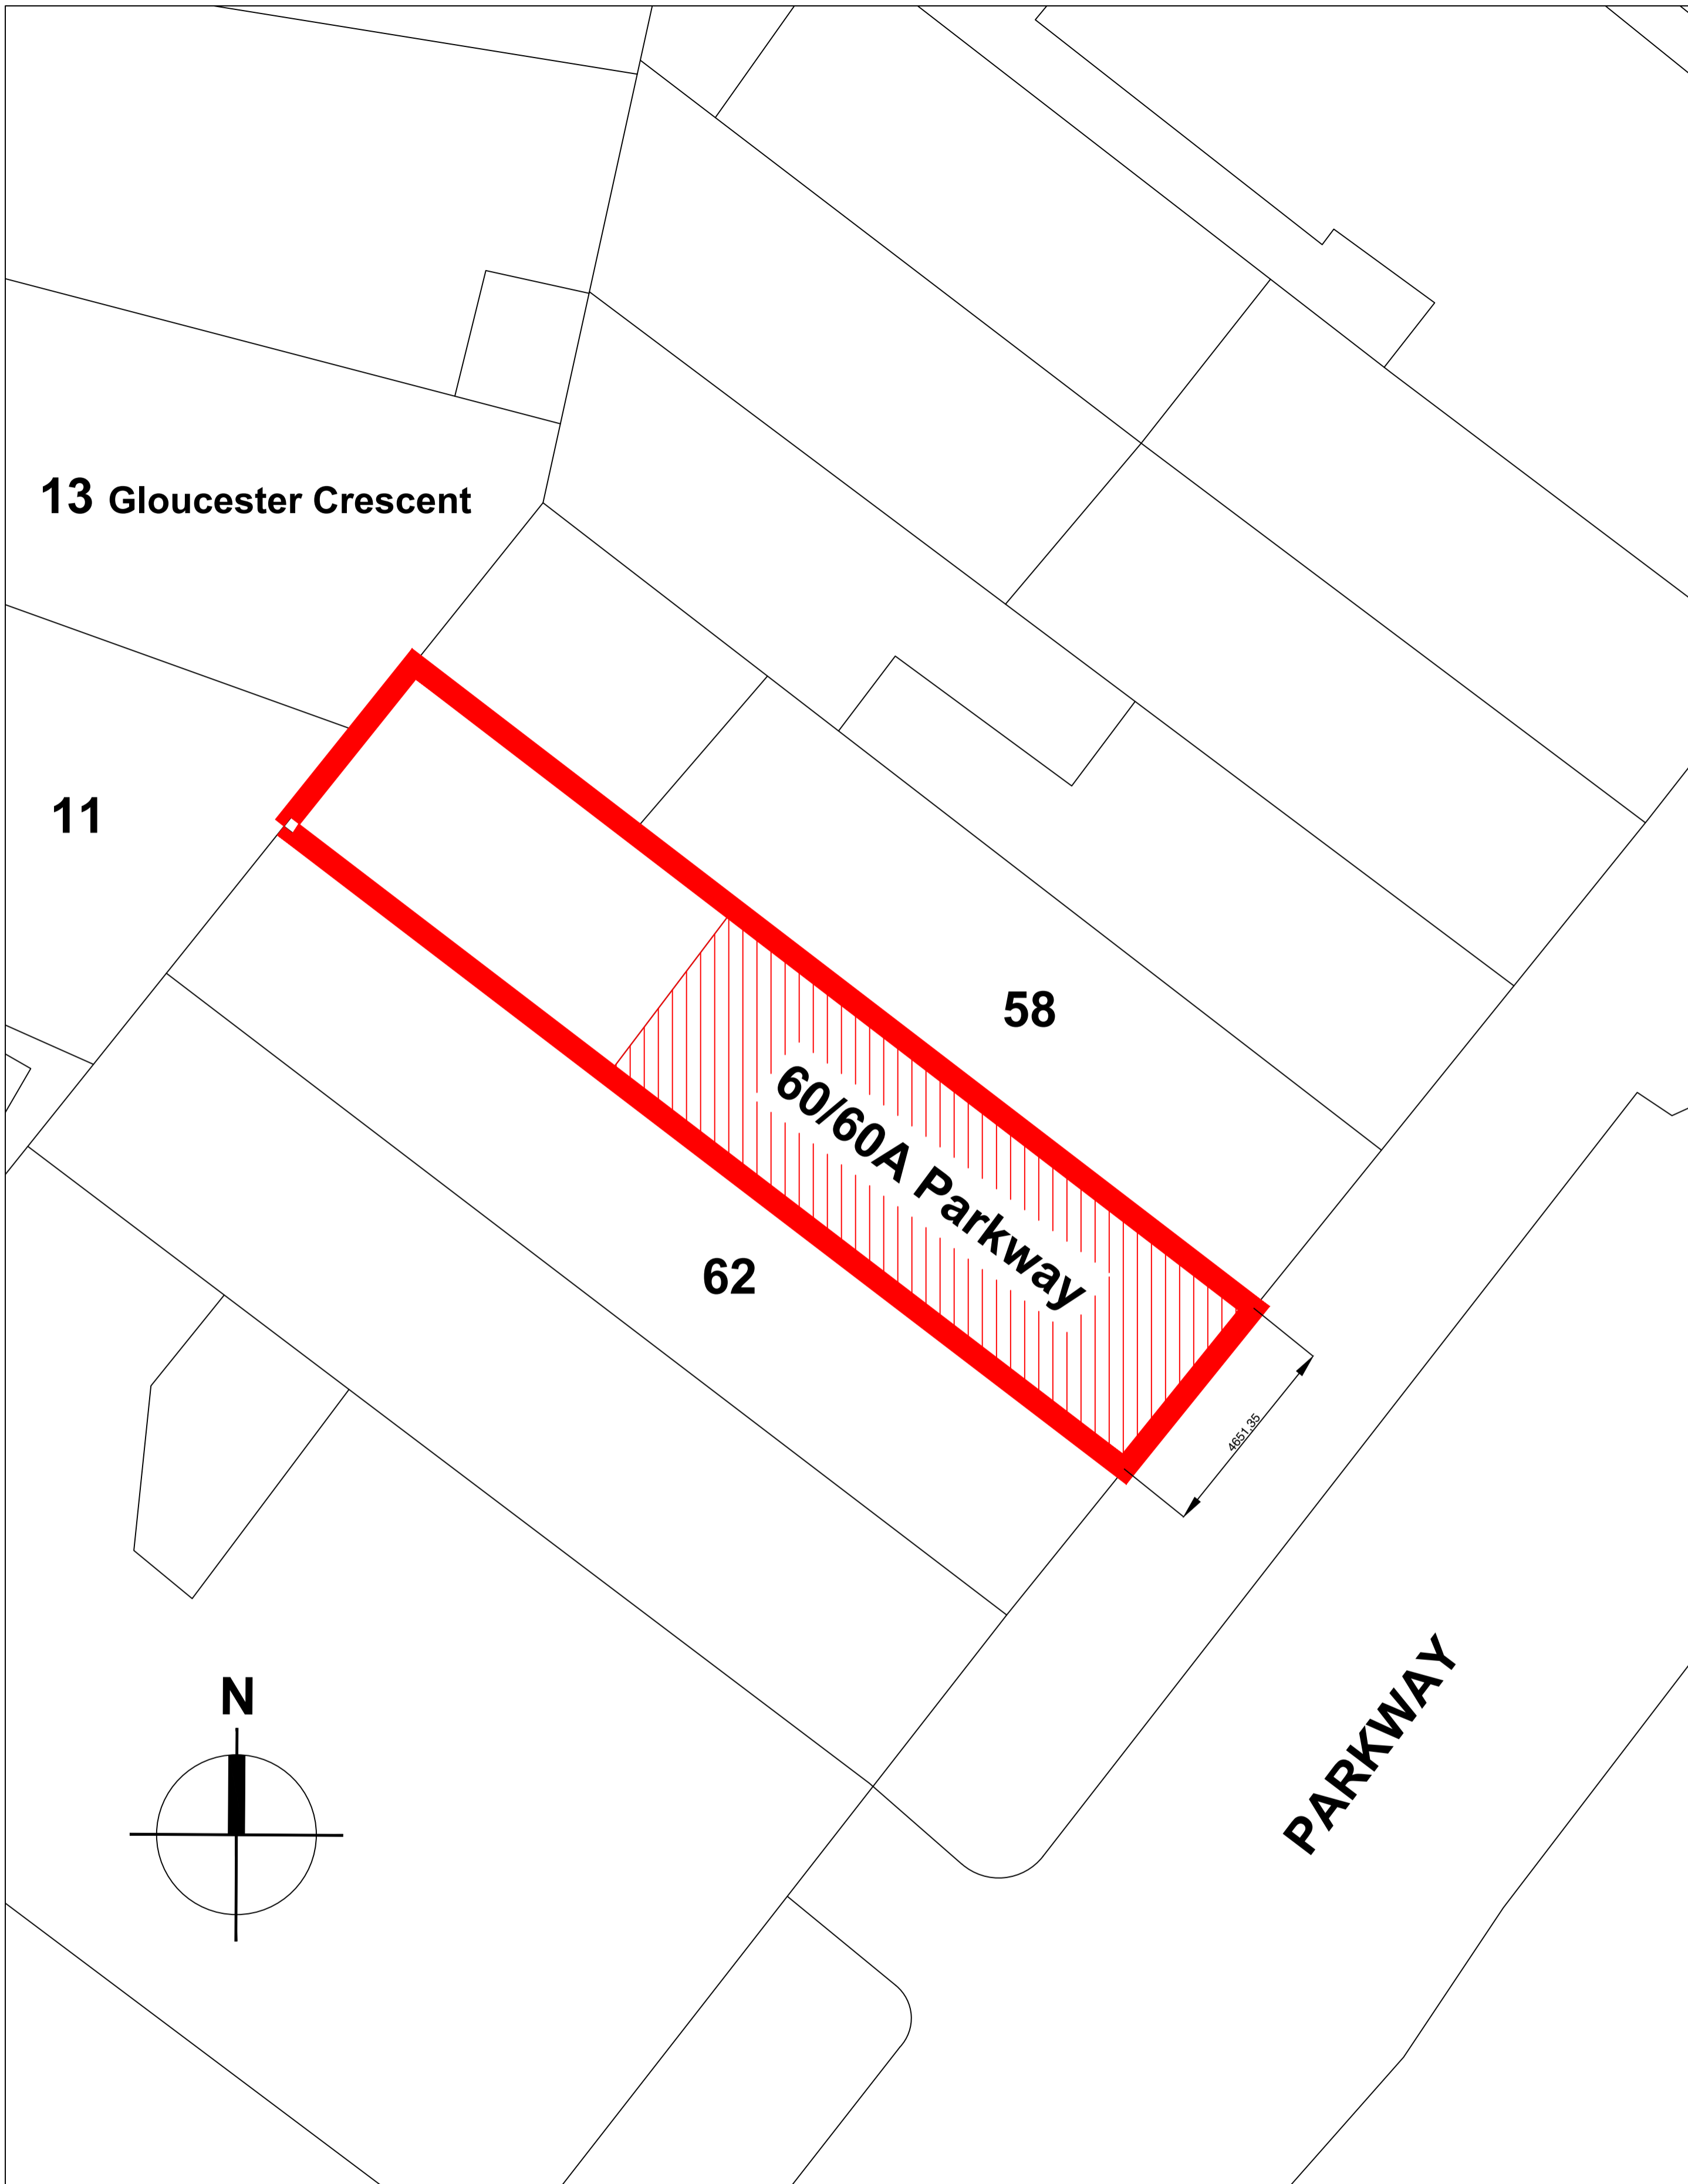 13 Gloucester Crescent
11
58
60/60A Parkway
62
4651,35
PARKWAY
N